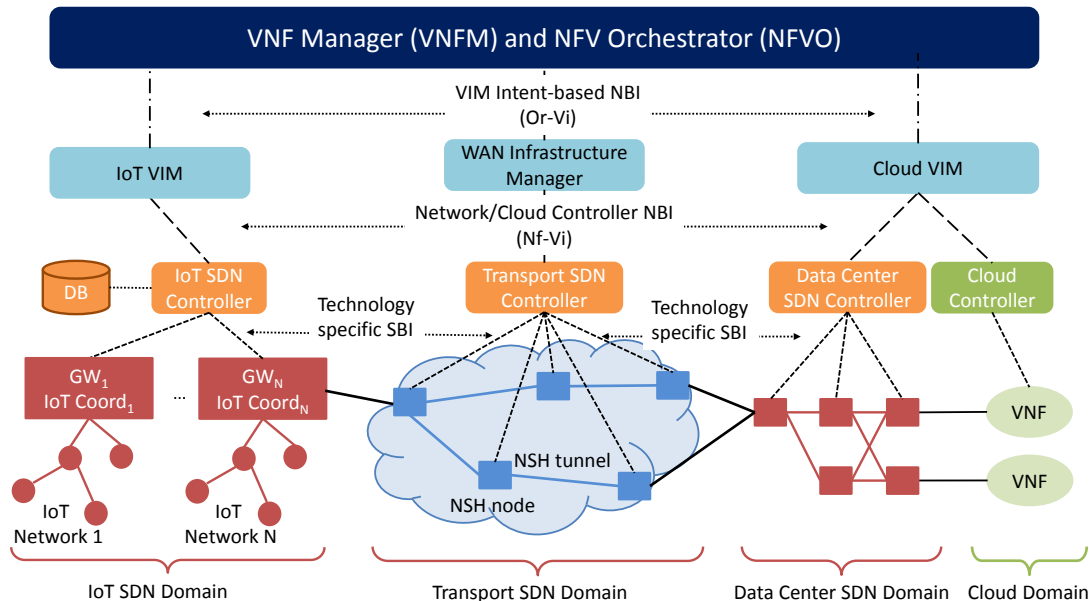 VNF Manager (VNFM) and NFV Orchestrator (NFVO)
VIM Intent-based NBI
(Or-Vi)
IoT VIM
WAN Infrastructure
Manager
Cloud VIM
Network/Cloud Controller NBI
(Nf-Vi)
DB
IoT SDN
Controller
Transport SDN
Controller
Data Center
SDN Controller
Cloud
Controller
Technology
specific SBI
Technology
specific SBI
GW1
IoT Coord1
...
GWN
IoT CoordN
NSH tunnel
NSH node
VNF
VNF
IoT
Network 1
IoT
Network N
IoT SDN Domain
Transport SDN Domain
Data Center SDN Domain
Cloud Domain